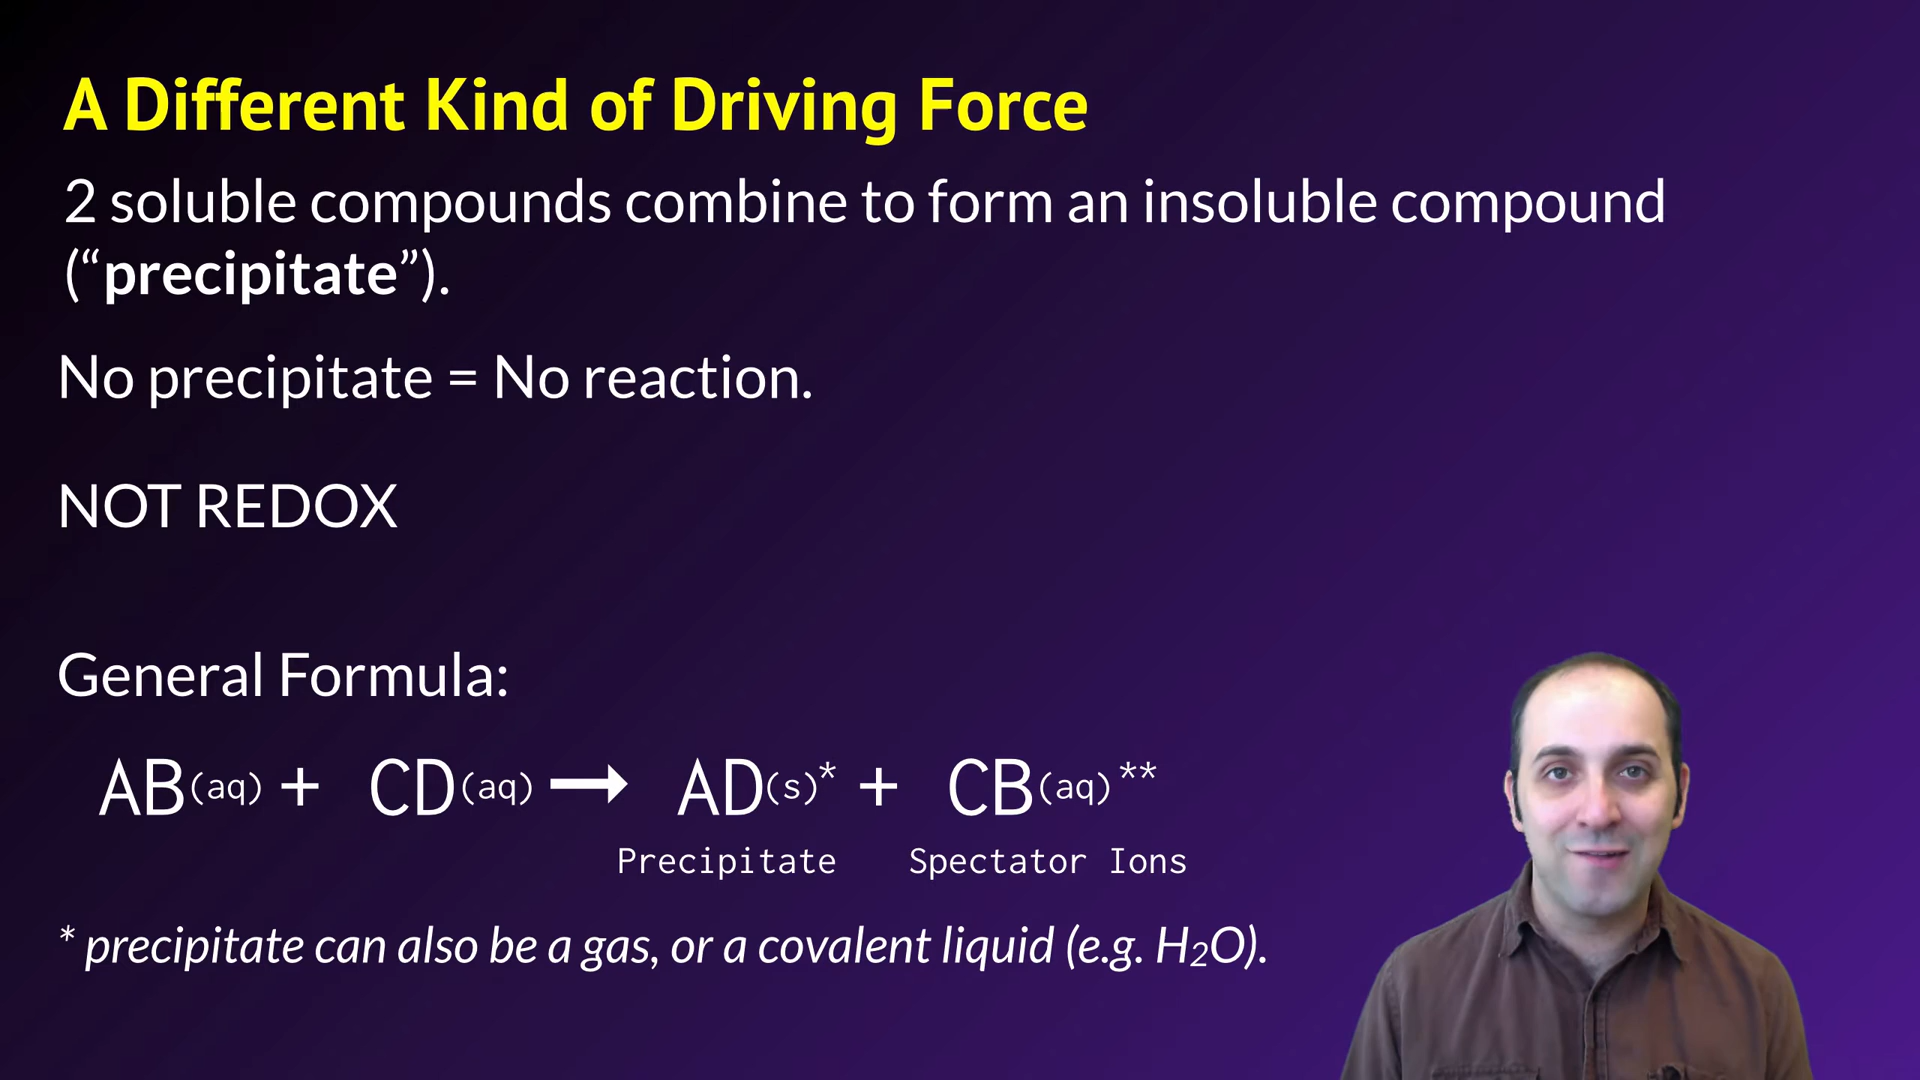 A Different Kind of Driving Force
2 soluble compounds combine to form an insoluble compound
(“precipitate”).
No precipitate = No reaction.
NOT REDOX
General Formula:
AB(aq) + CD(aq) → AD(s)* + CB(aq)**
Precipitate Spectator Ions
* precipitate can also be a gas, or a covalent liquid (e.g. H₂O).